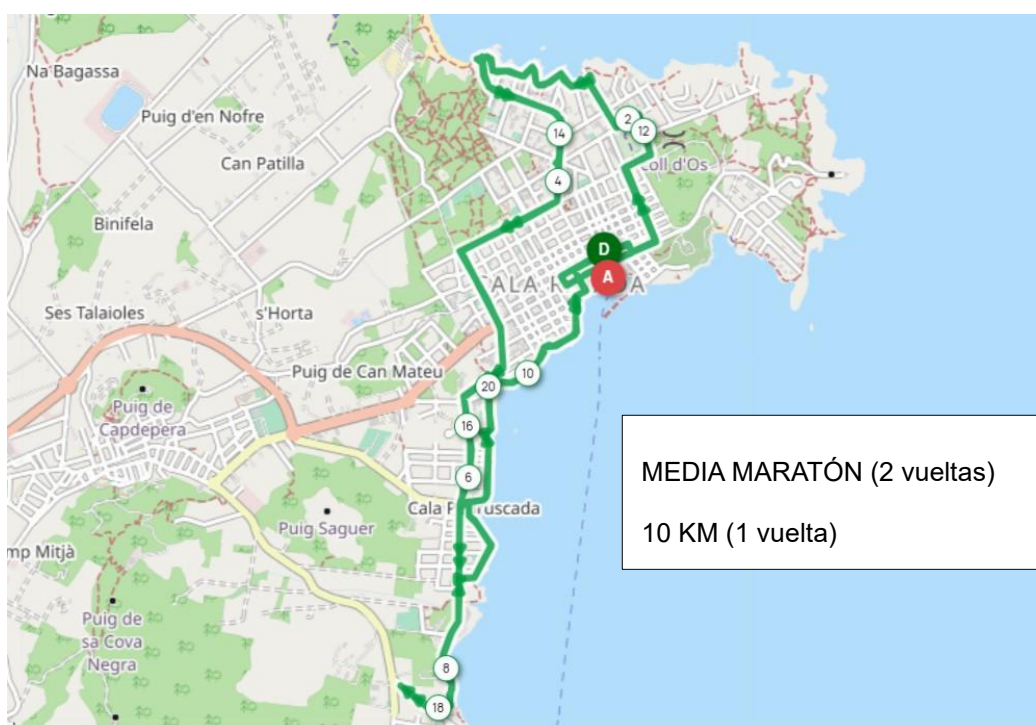 Na Bagassa
Puig d'en Nofre
Can Patilla
Binifela
14
2
12
4
Coll d'Os
D
A
CALA R
DA
Ses Talaioles
s'Horta
Puig de Can Mateu
10
20
Puig de
Capdepera
16
6
MEDIA MARATÓN (2 vueltas)
10 KM (1 vuelta)
Cala P
ruscada
Puig Saguer
mp Mitjà
Puig de
sa Cova
Negra
8
18